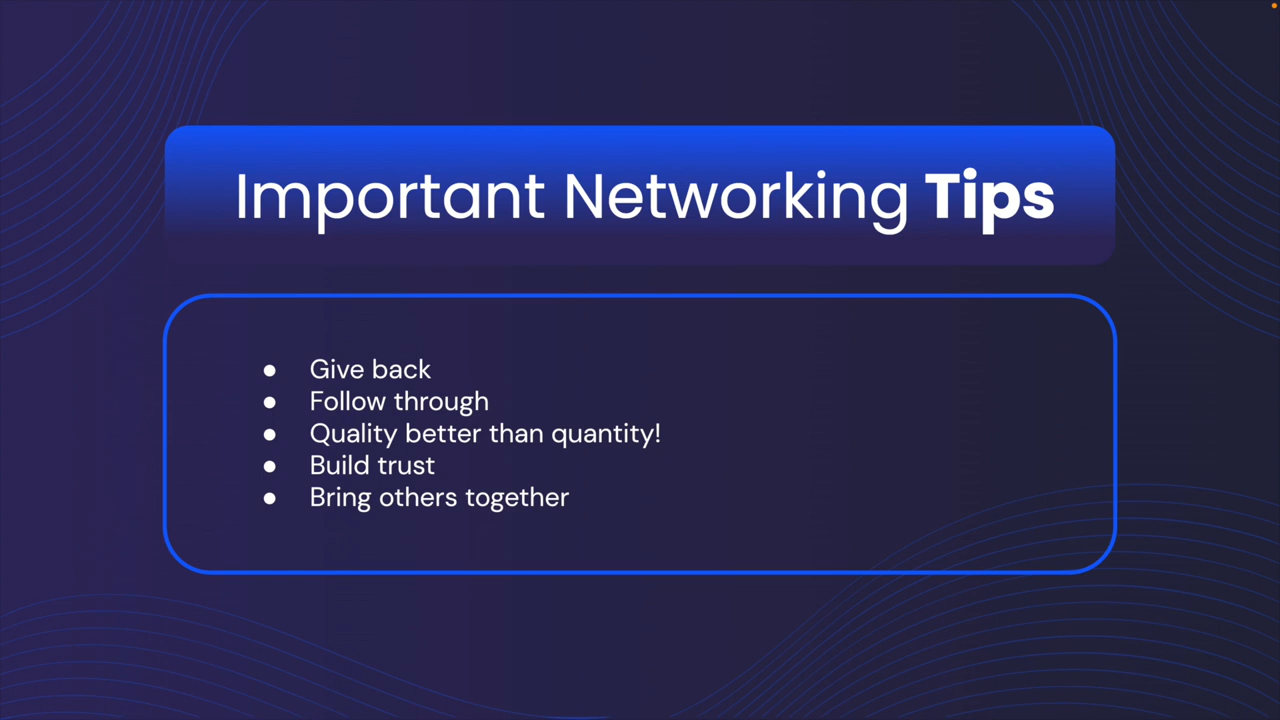 Important Networking Tips
● Give back
● Follow through
● Quality better than quantity!
● Build trust
● Bring others together